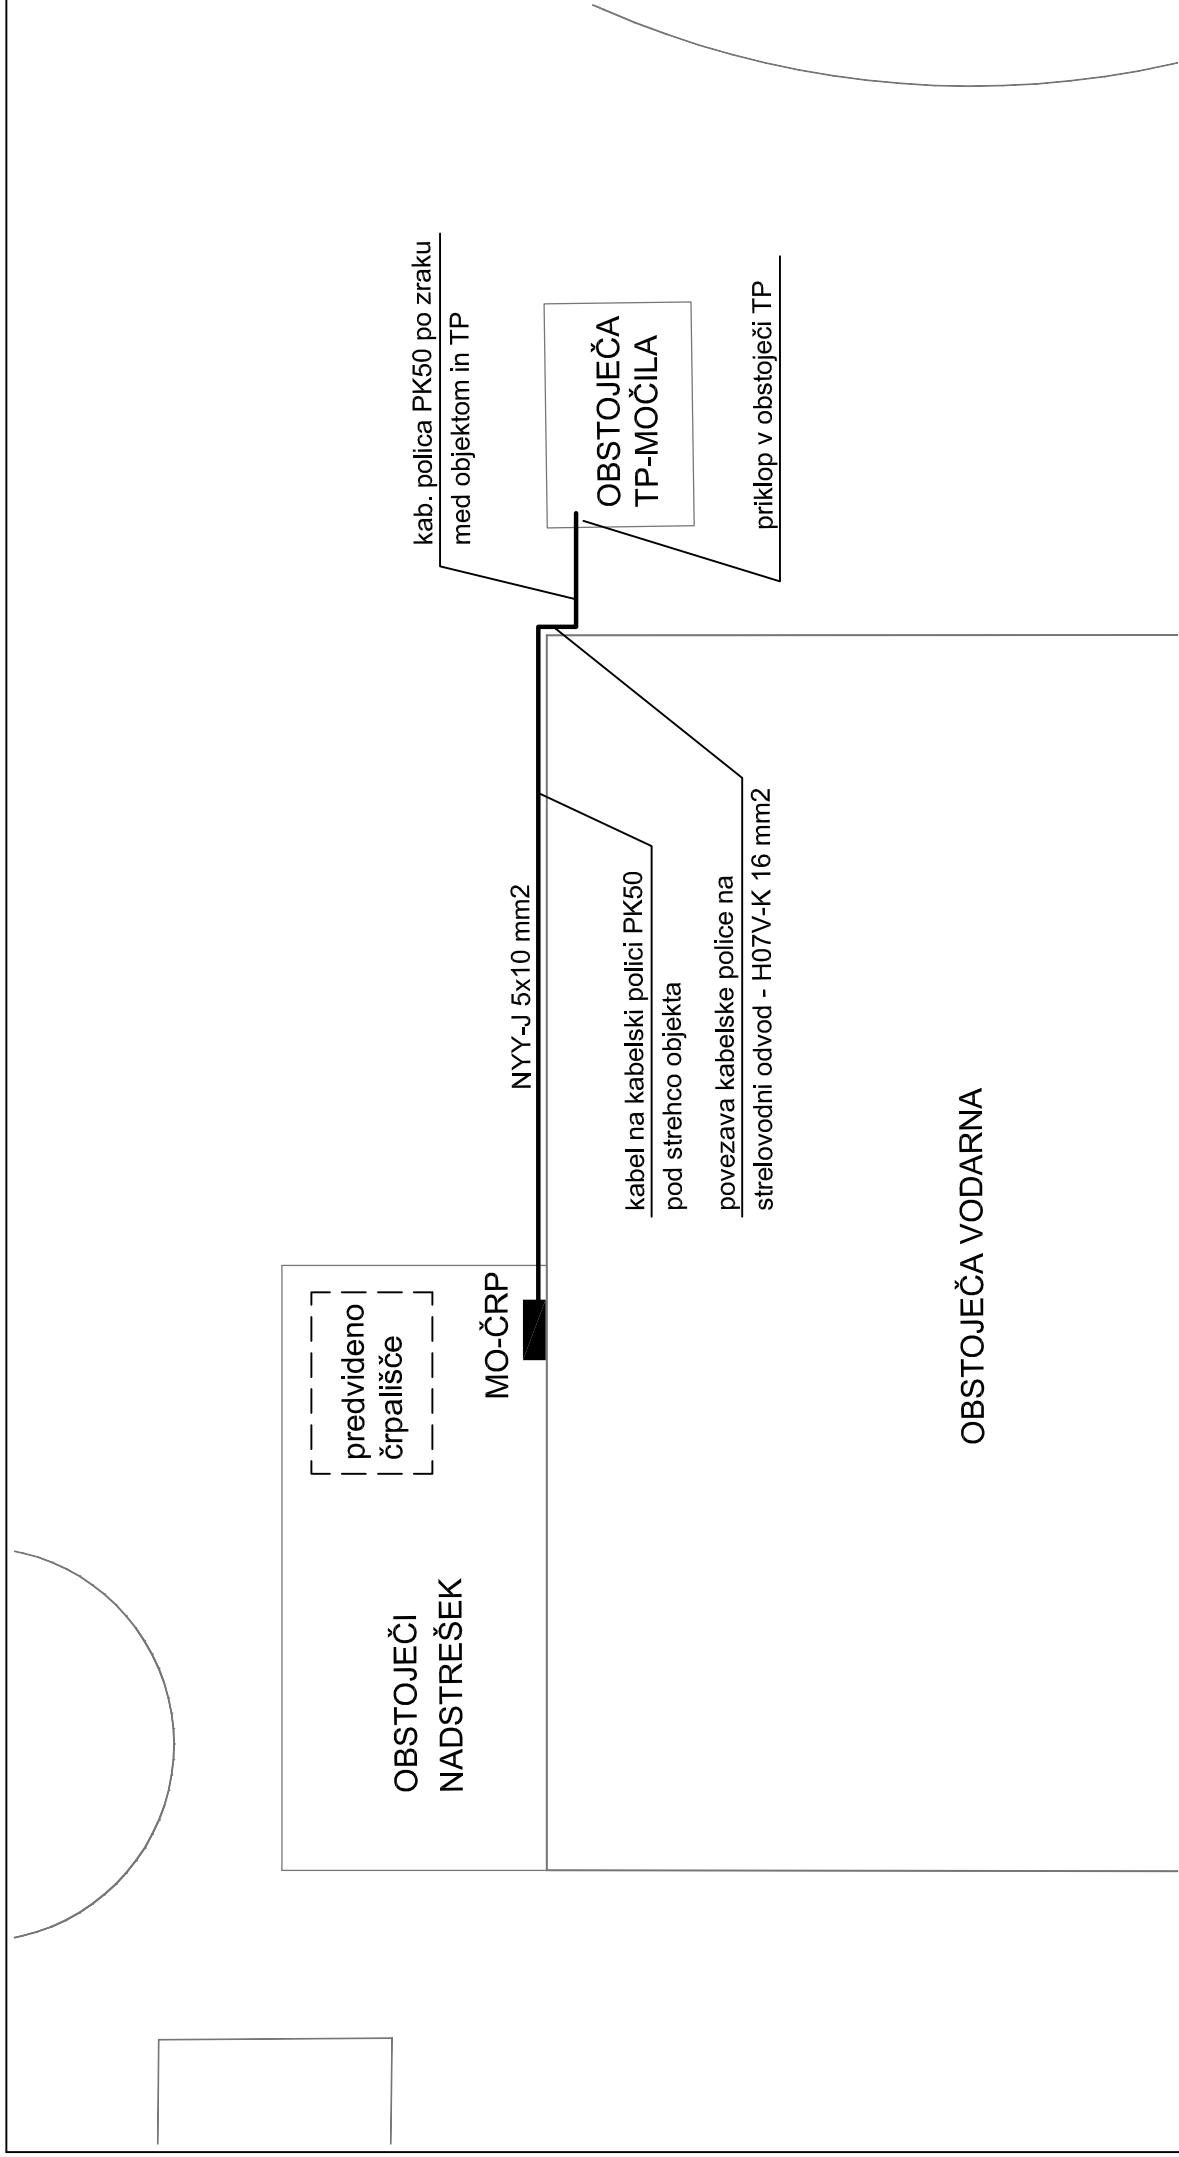 OBSTOJEČI
NADSTREŠEK
predvideno
črpališče
MO-ČRP
NYY-J 5x10 mm2
kab. polica PK50 po zraku
med objektom in TP
OBSTOJEČA
TP-MOČILA
priklop v obstoječi TP
kabel na kabelski polici PK50
pod strehco objekta
povezava kabelske police na
strelovodni odvod - H07V-K 16 mm2
OBSTOJEČA VODARNA